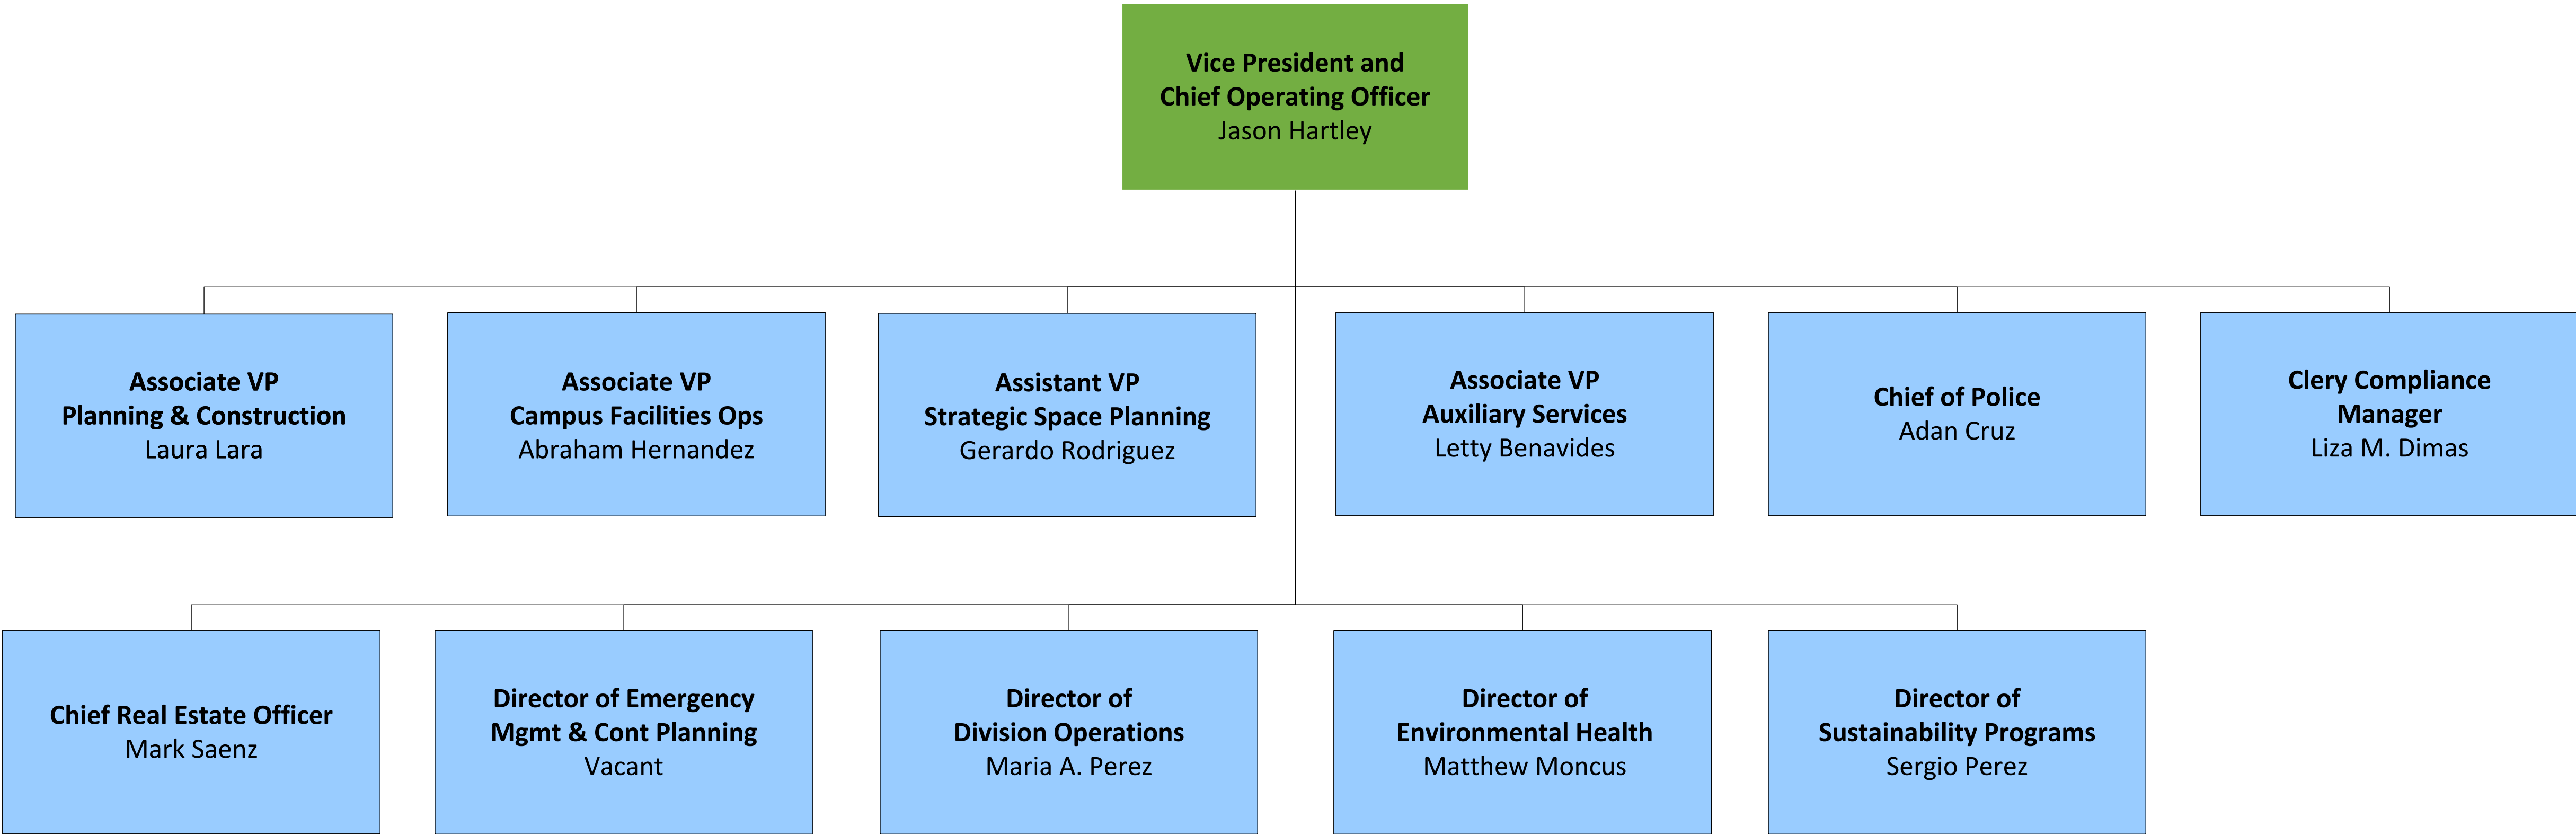 Vice President and
Chief Operating Officer
Jason Hartley
Associate VP
Planning & Construction
Laura Lara
Associate VP
Campus Facilities Ops
Abraham Hernandez
Assistant VP
Strategic Space Planning
Gerardo Rodriguez
Associate VP
Auxiliary Services
Letty Benavides
Chief of Police
Adan Cruz
Clery Compliance
Manager
Liza M. Dimas
Chief Real Estate Officer
Mark Saenz
Director of Emergency
Mgmt & Cont Planning
Vacant
Director of
Division Operations
Maria A. Perez
Director of
Environmental Health
Matthew Moncus
Director of
Sustainability Programs
Sergio Perez